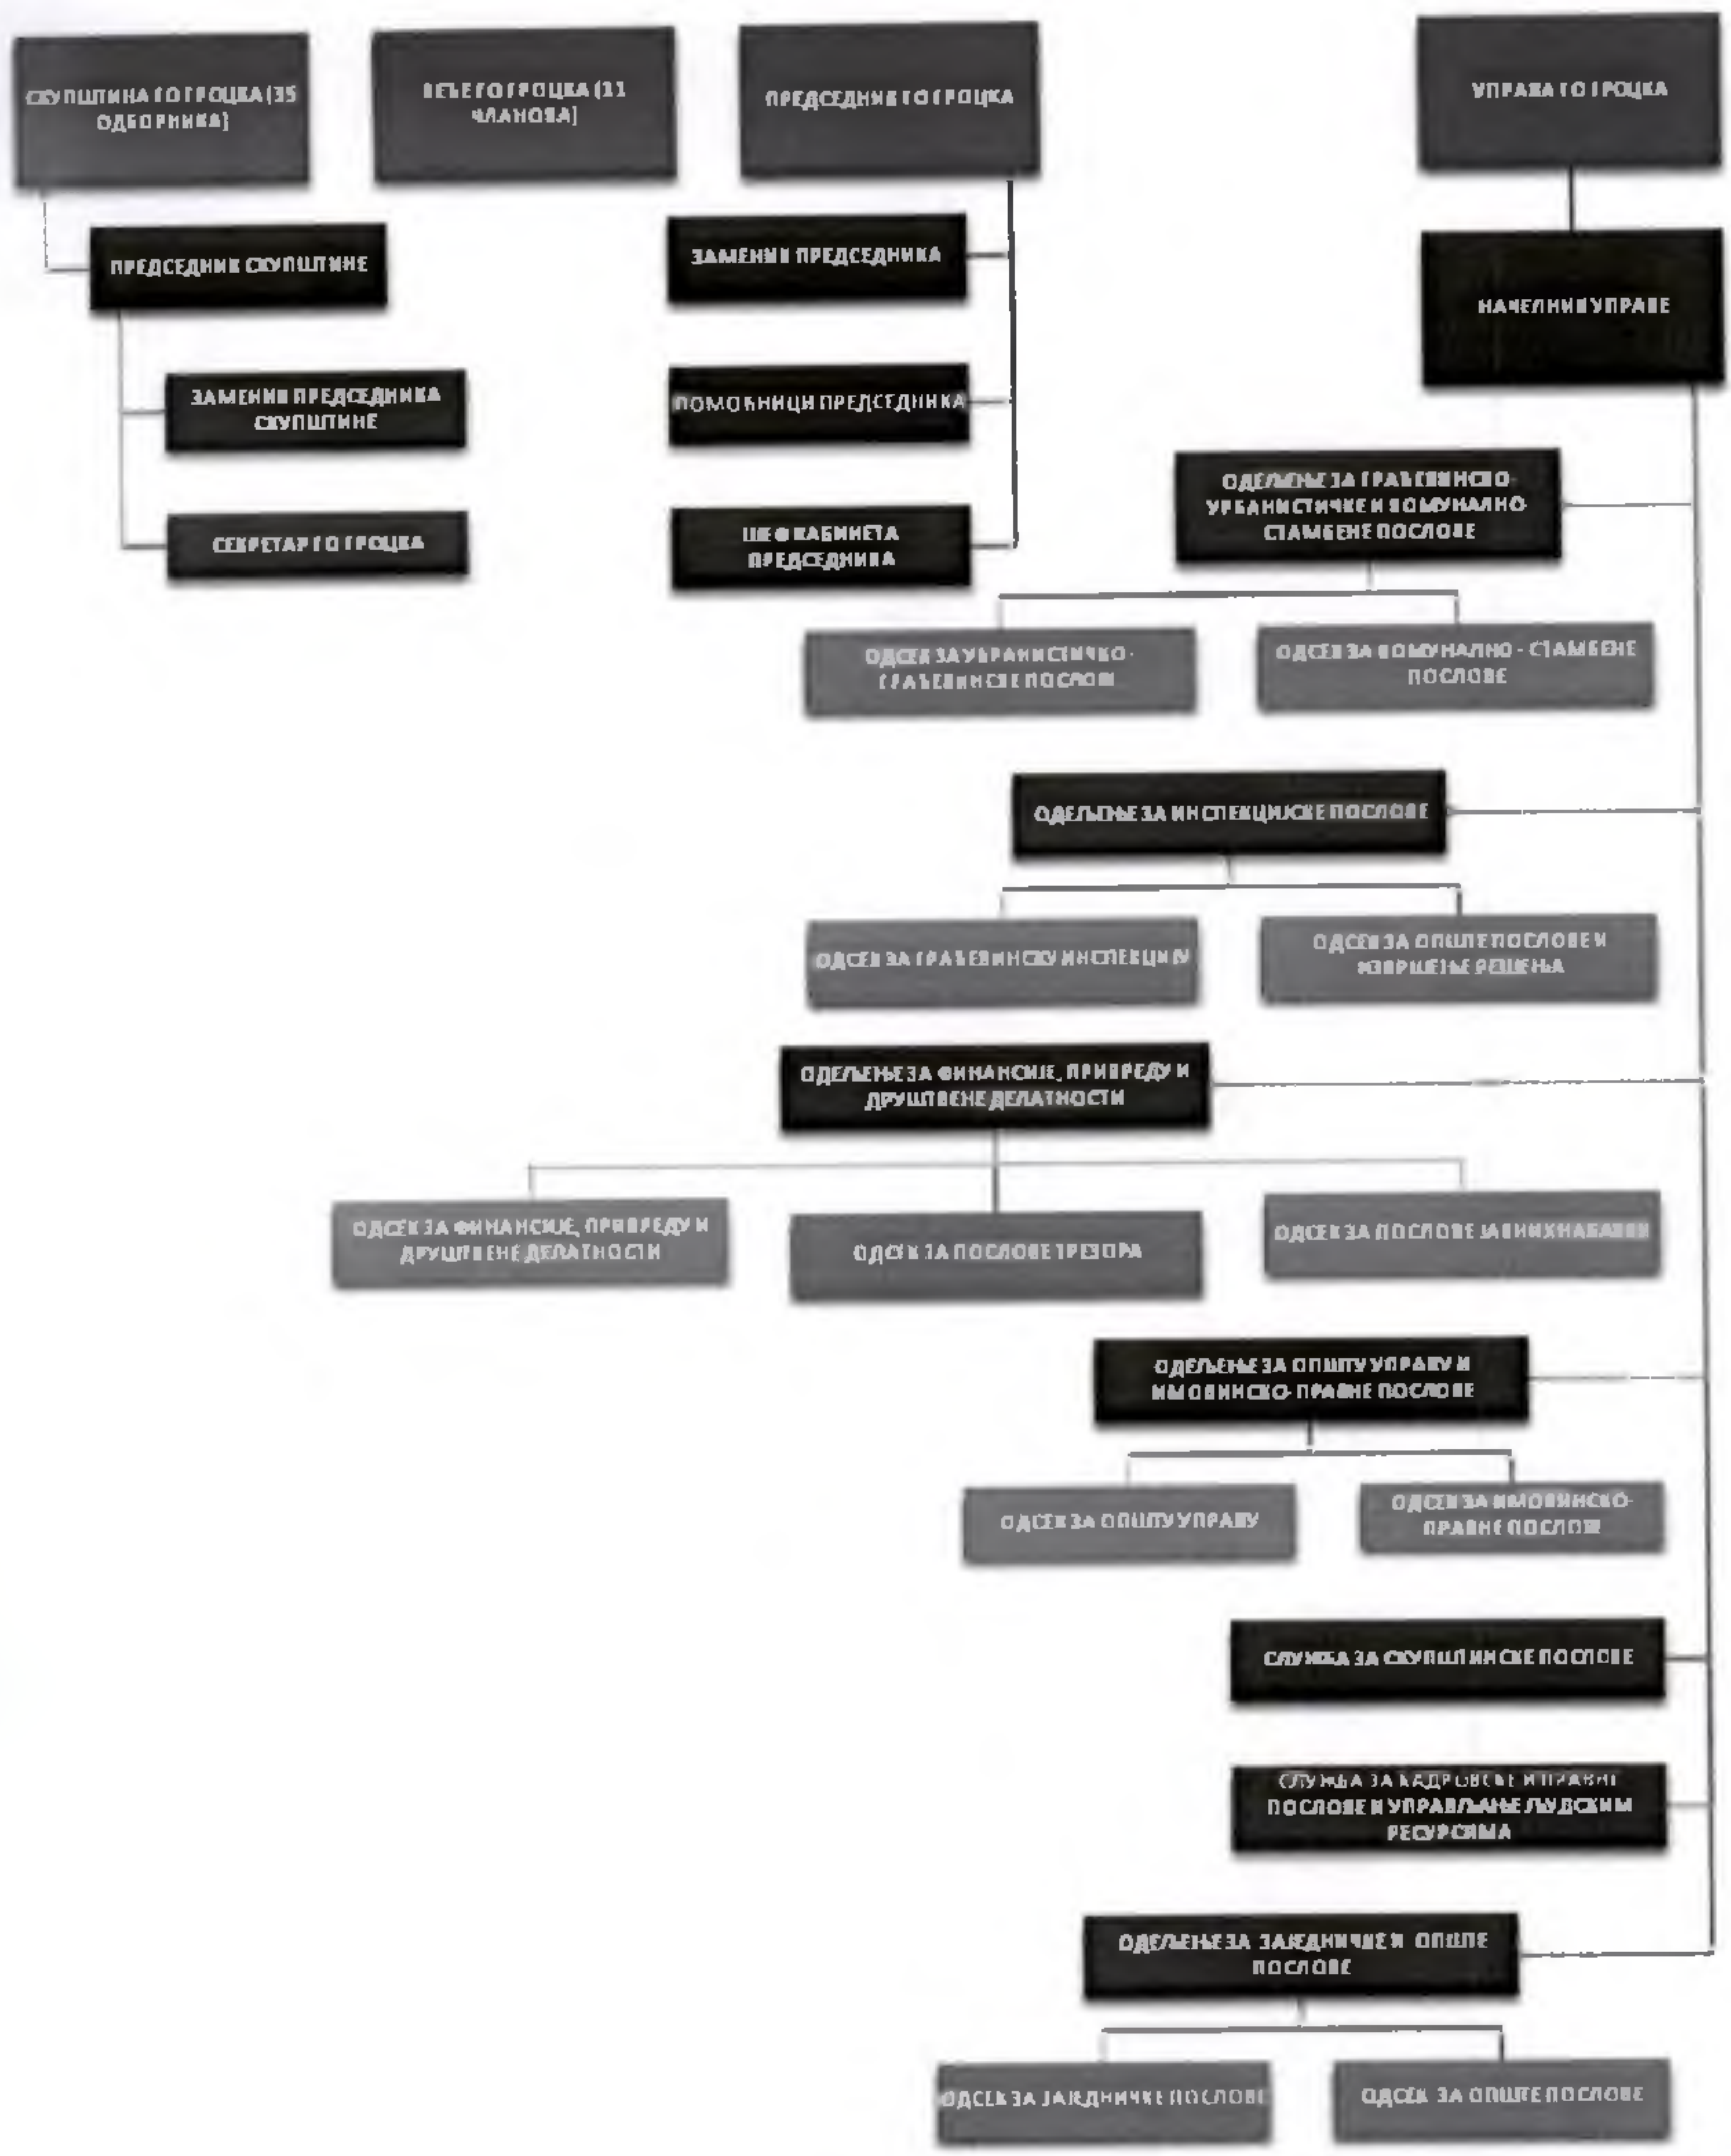 СКУПШТИНА ГО ГРОЦКА (35
ОДБОРНИКА)
ВЕЋЕ ГО ГРОЦКА (11
ЧЛАНОВА)
ПРЕДСЕДНИК ГО ГРОЦКА
УПРАВА ГО ГРОЦКА
ПРЕДСЕДНИК СКУПШТИНЕ
ЗАМЕНИК ПРЕДСЕДНИКА
НАЧЕЛНИК УПРАВЕ
ЗАМЕНИК ПРЕДСЕДНИКА
СКУПШТИНЕ
ПОМОЋНИЦИ ПРЕДСЕДНИКА
СЕКРЕТАР ГО ГРОЦКА
ШЕФ КАБИНЕТА
ПРЕДСЕДНИКА
ОДЕЉЕЊЕ ЗА ГРАЂЕВИНСКО-
УРБАНИСТИЧКЕ И КОМУНАЛНО-
СТАМБЕНЕ ПОСЛОВЕ
ОДСЕК ЗА УБРАНИСТИЧКО-
ГРАЂЕВИНСКЕ ПОСЛОВЕ
ОДСЕК ЗА КОМУНАЛНО - СТАМБЕНЕ
ПОСЛОВЕ
ОДЕЉЕЊЕ ЗА ИНСПЕКЦИЈСКЕ ПОСЛОВЕ
ОДСЕК ЗА ГРАЂЕВИНСКУ ИНСПЕКЦИЈУ
ОДСЕК ЗА ОПШТЕ ПОСЛОВЕ И
ИЗВРШЕЊЕ РЕШЕЊА
ОДЕЉЕЊЕ ЗА ФИНАНСИЈЕ, ПРИВРЕДУ И
ДРУШТВЕНЕ ДЕЛАТНОСТИ
ОДСЕК ЗА ФИНАНСИЈЕ, ПРИВРЕДУ И
ДРУШТВЕНЕ ДЕЛАТНОСТИ
ОДСЕК ЗА ПОСЛОВЕ ТРЕЗОРА
ОДСЕК ЗА ПОСЛОВЕ ЈАВНИХ НАБАВКИ
ОДЕЉЕЊЕ ЗА ОПШТУ УПРАВУ И
ИМОВИНСКО- ПРАВНЕ ПОСЛОВЕ
ОДСЕК ЗА ОПШТУ УПРАВУ
ОДСЕК ЗА ИМОВИНСКО-
ПРАВНЕ ПОСЛОВЕ
СЛУЖБА ЗА СКУПШТИНСКЕ ПОСЛОВЕ
СЛУЖБА ЗА КАДРОВСКЕ И ПРАВНЕ
ПОСЛОВЕ И УПРАВЉАЊЕ ЉУДСКИМ
РЕСУРСИМА
ОДЕЉЕЊЕ ЗА ЗАЈЕДНИЧКЕ И ОПШТЕ
ПОСЛОВЕ
ОДСЕК ЗА ЗАЈЕДНИЧКЕ ПОСЛОВЕ
ОДСЕК ЗА ОПШТЕ ПОСЛОВЕ